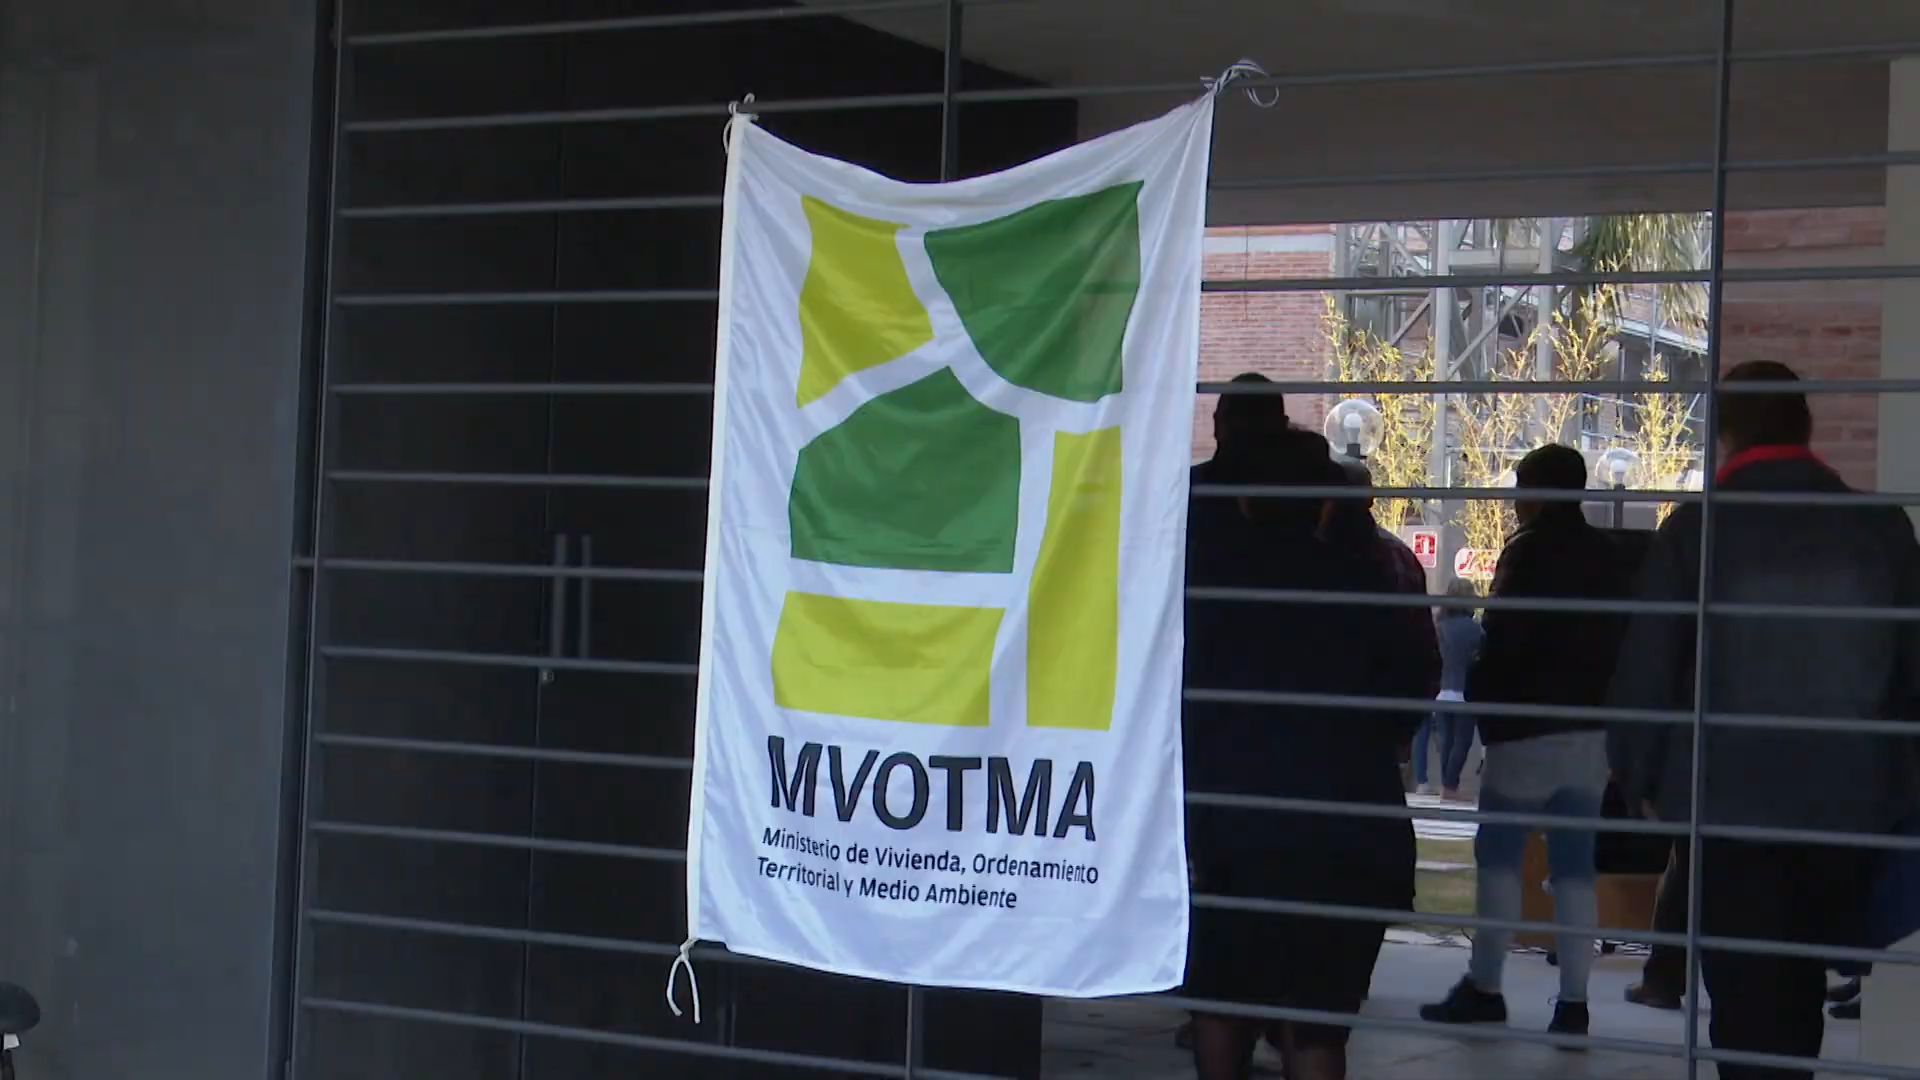 MVOTMA
Ministerio de Vivienda, Ordenamiento
Territorial y Medio Ambiente